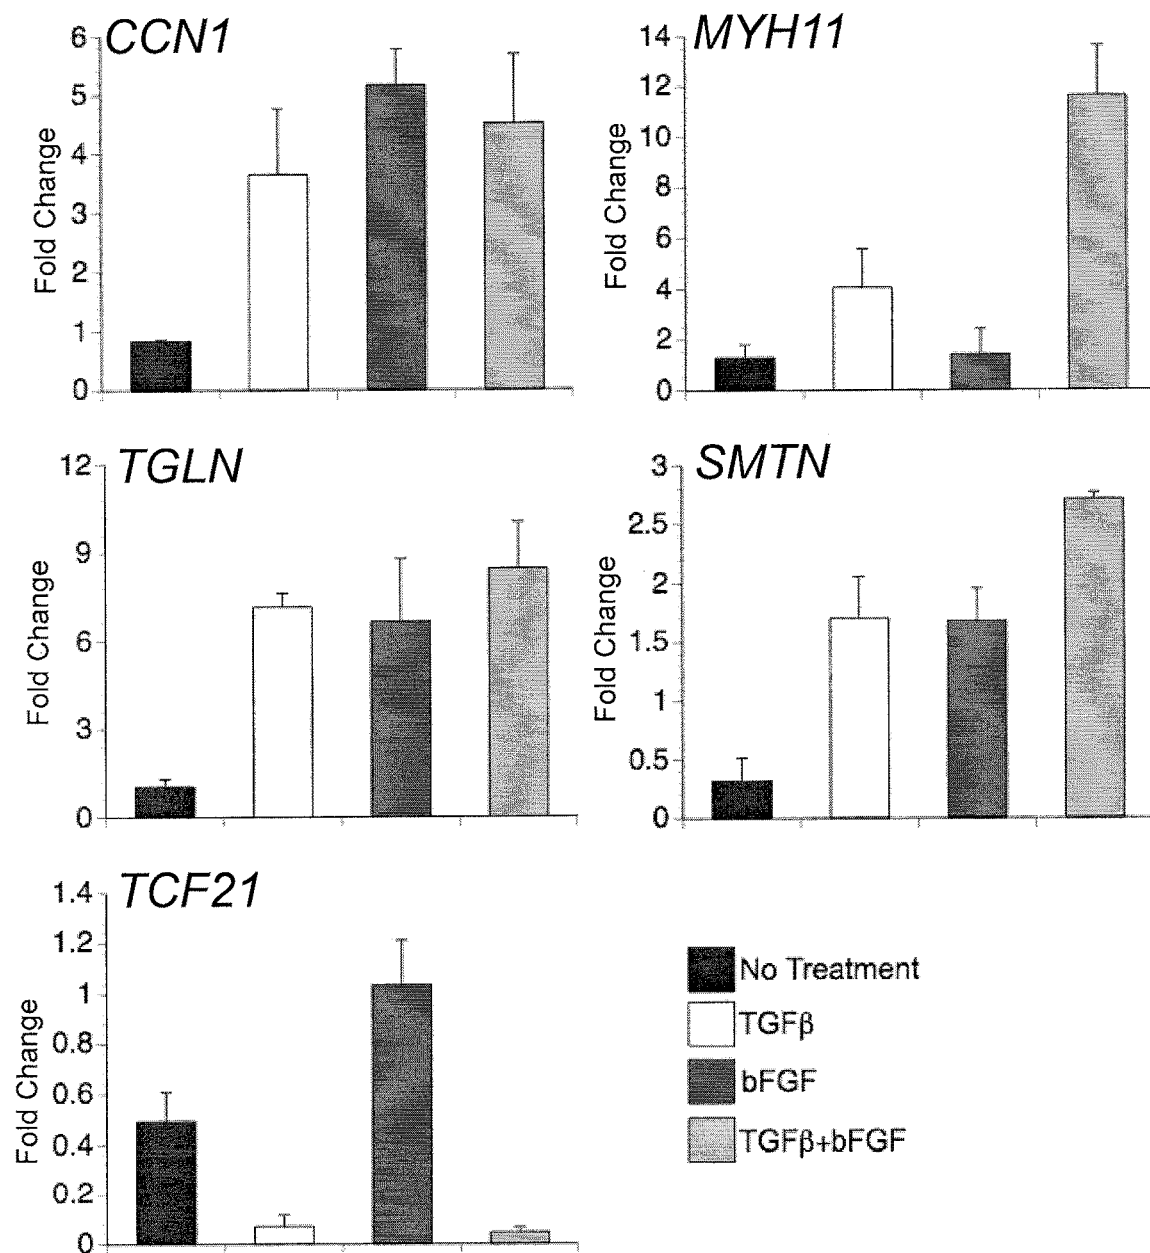 CCN1
Fold Change
6
5
4
3
2
1
0
MYH11
Fold Change
14
12
10
8
6
4
2
0
TGLN
Fold Change
12
9
6
3
0
SMTN
Fold Change
3
2.5
2
1.5
1
0.5
0
TCF21
Fold Change
1.4
1.2
1
0.8
0.6
0.4
0.2
0
No Treatment
TGFβ
bFGF
TGFβ+bFGF